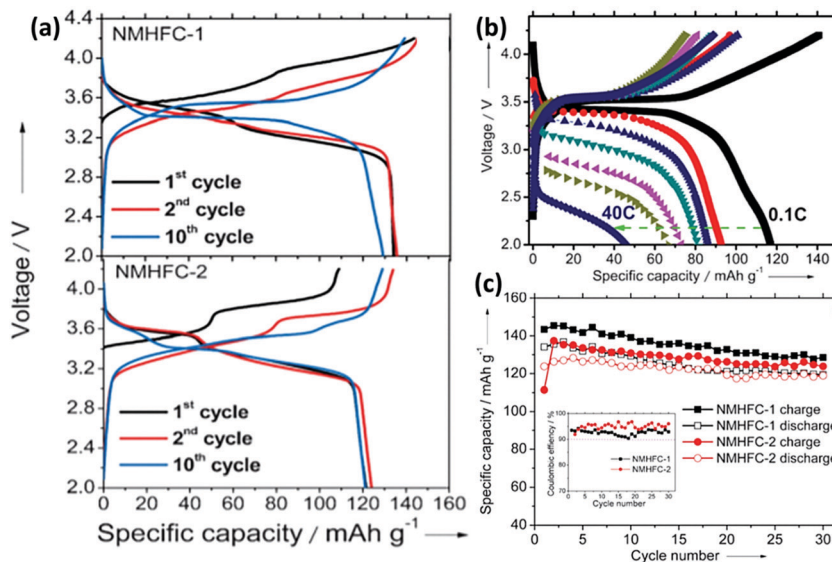 (a)
NMHFC-1
4.4
4.0
3.6
3.2
2.8
2.4
2.0
1st cycle
2nd cycle
10th cycle
NMHFC-2
4.0
3.6
3.2
2.8
2.4
2.0
1st cycle
2nd cycle
10th cycle
0 20 40 60 80 100 120 140 160
Voltage / V
Specific capacity / mAh g-1
(b)
4.0
3.5
3.0
2.5
2.0
Voltage / V
40C
0.1C
0 20 40 60 80 100 120 140
Specific capacity / mAh g-1
(c)
160
140
120
100
80
60
40
Specific capacity / mAh g-1
NMHFC-1 charge
NMHFC-1 discharge
NMHFC-2 charge
NMHFC-2 discharge
Coulombic effiency / %
100
90
80
70
NMHFC-1
NMHFC-2
0 5 10 15 20 25 30
Cycle number
0 5 10 15 20 25 30
Cycle number